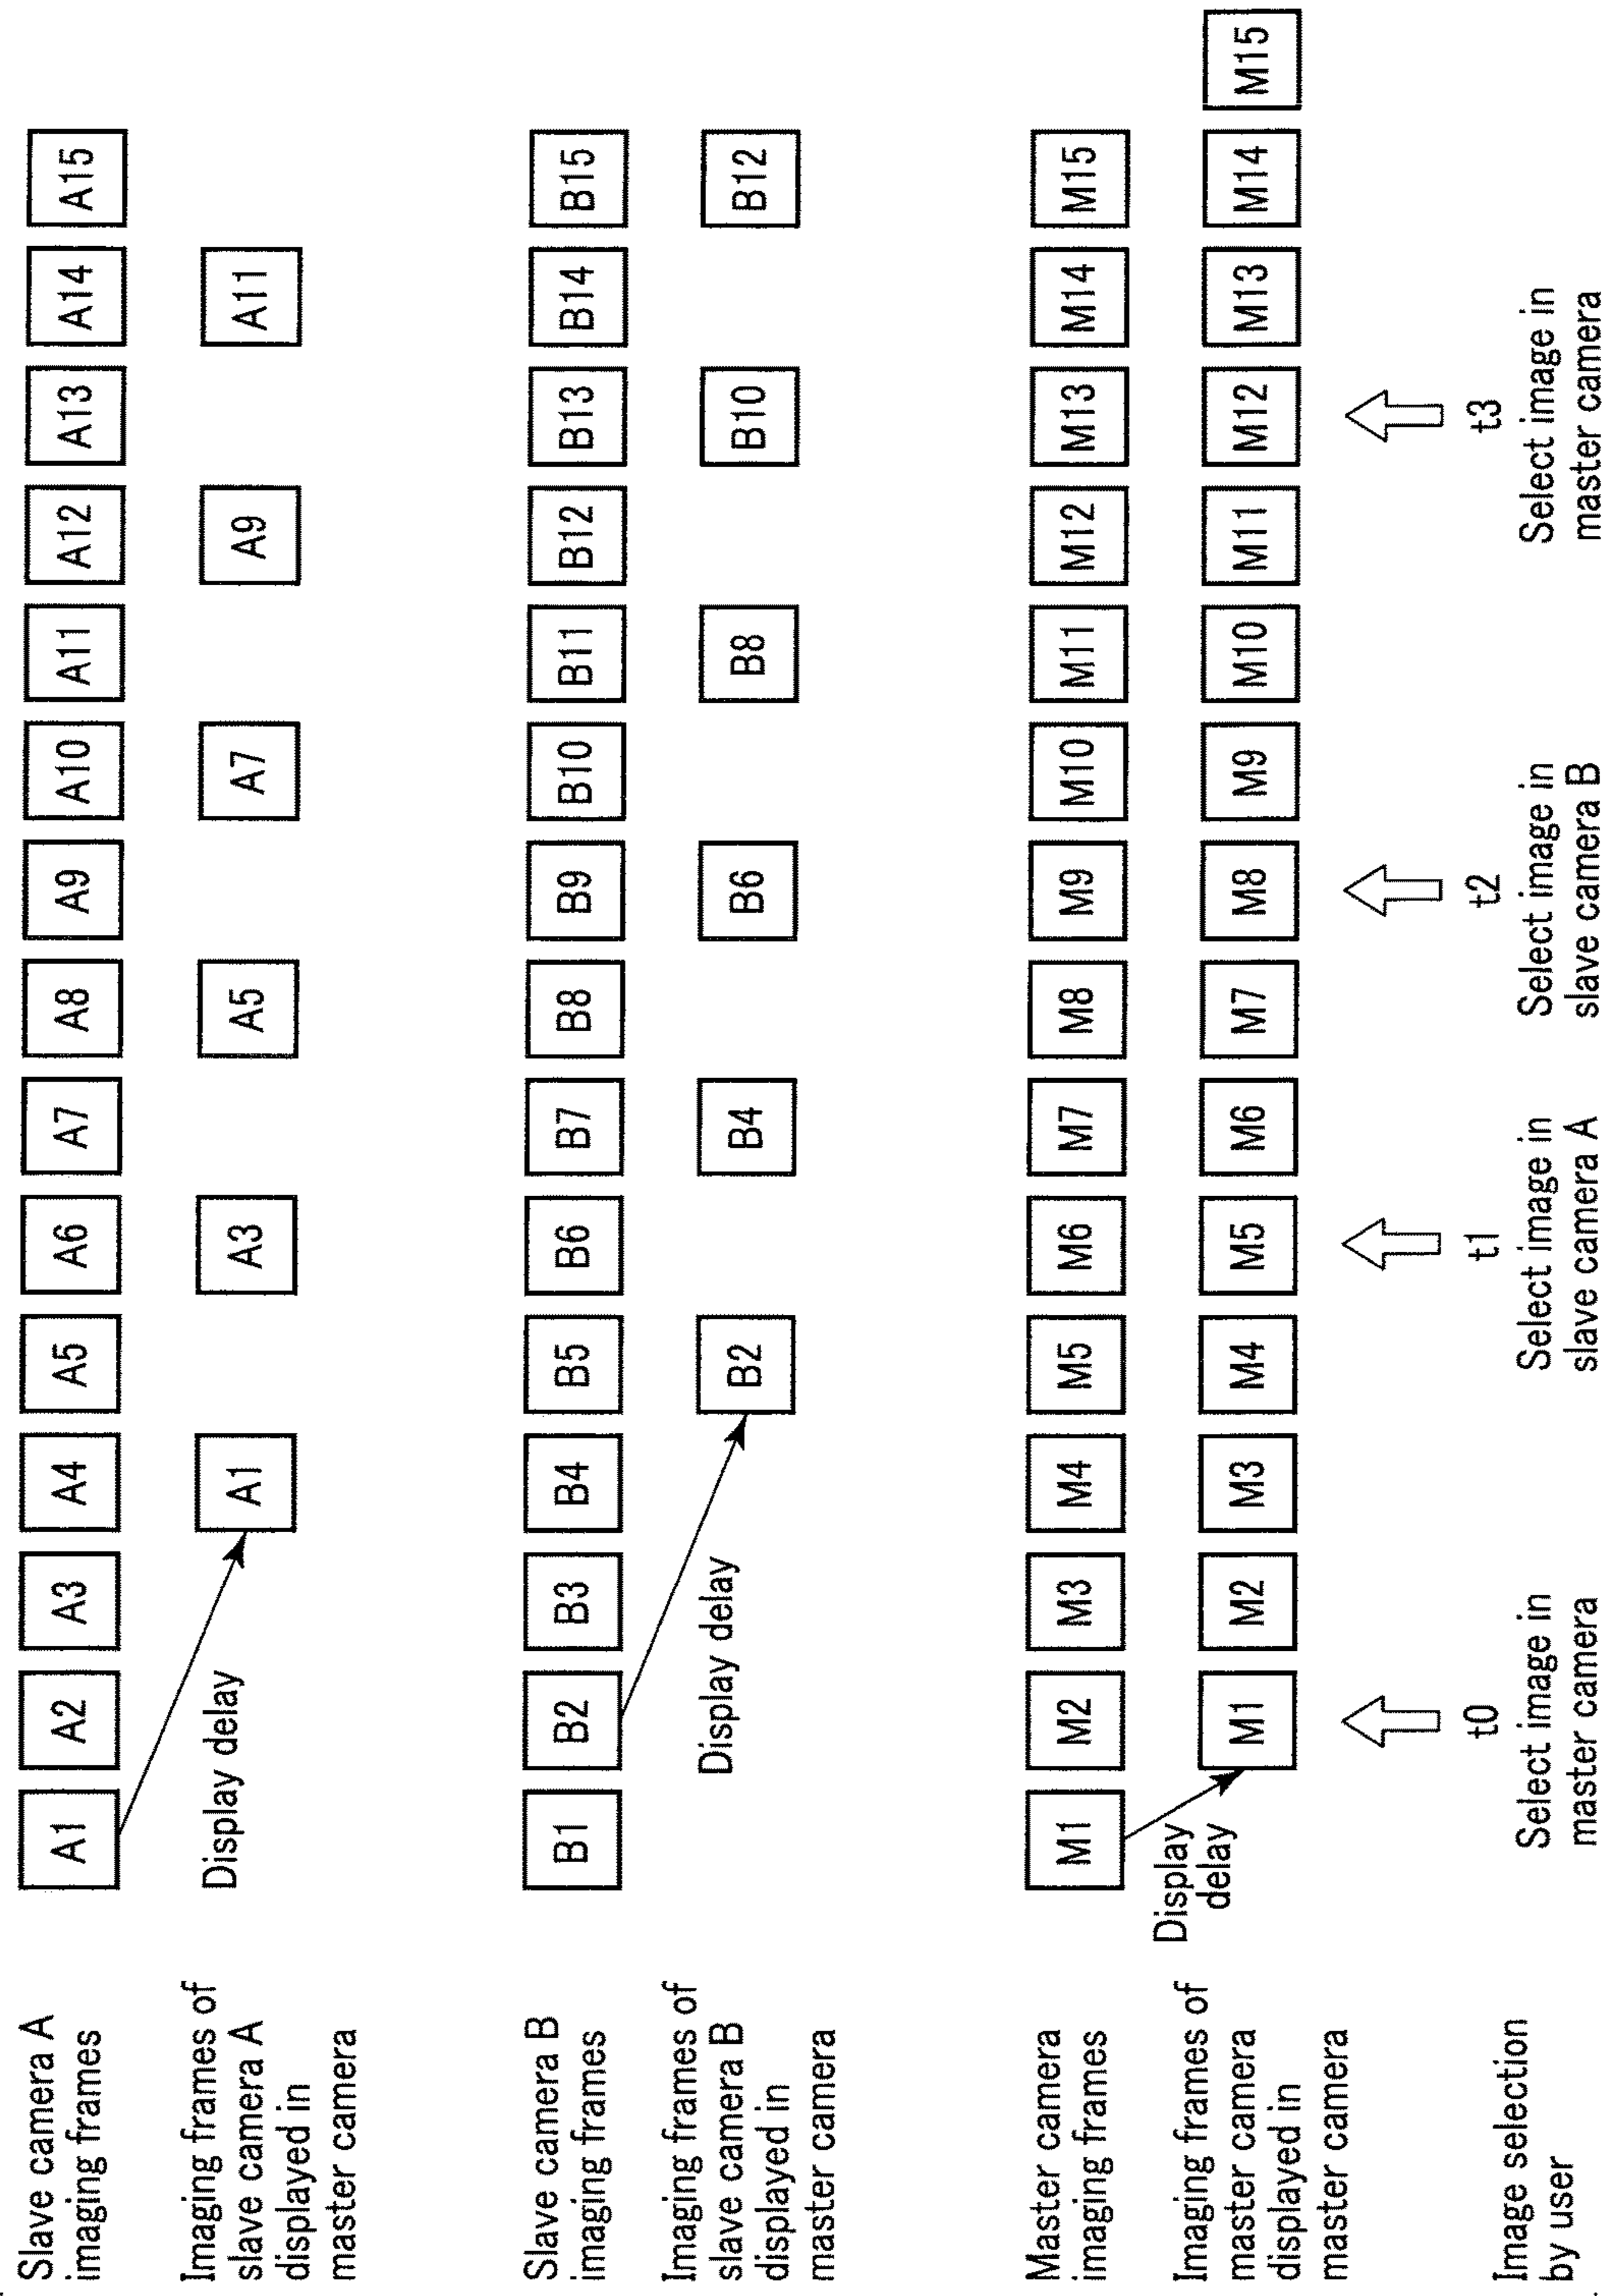 Slave camera A
imaging frames
A1 A2 A3 A4 A5 A6 A7 A8 A9 A10 A11 A12 A13 A14 A15
Display delay
Imaging frames of
slave camera A
displayed in
master camera
A1 A3 A5 A7 A9 A11
Slave camera B
imaging frames
B1 B2 B3 B4 B5 B6 B7 B8 B9 B10 B11 B12 B13 B14 B15
Display delay
Imaging frames of
slave camera B
displayed in
master camera
B2 B4 B6 B8 B10 B12
Master camera
imaging frames
M1 M2 M3 M4 M5 M6 M7 M8 M9 M10 M11 M12 M13 M14 M15
Display
delay
Imaging frames of
master camera
displayed in
master camera
M1 M2 M3 M4 M5 M6 M7 M8 M9 M10 M11 M12 M13 M14 M15
Image selection
by user
t0
Select image in
master camera
t1
Select image in
slave camera A
t2
Select image in
slave camera B
t3
Select image in
master camera